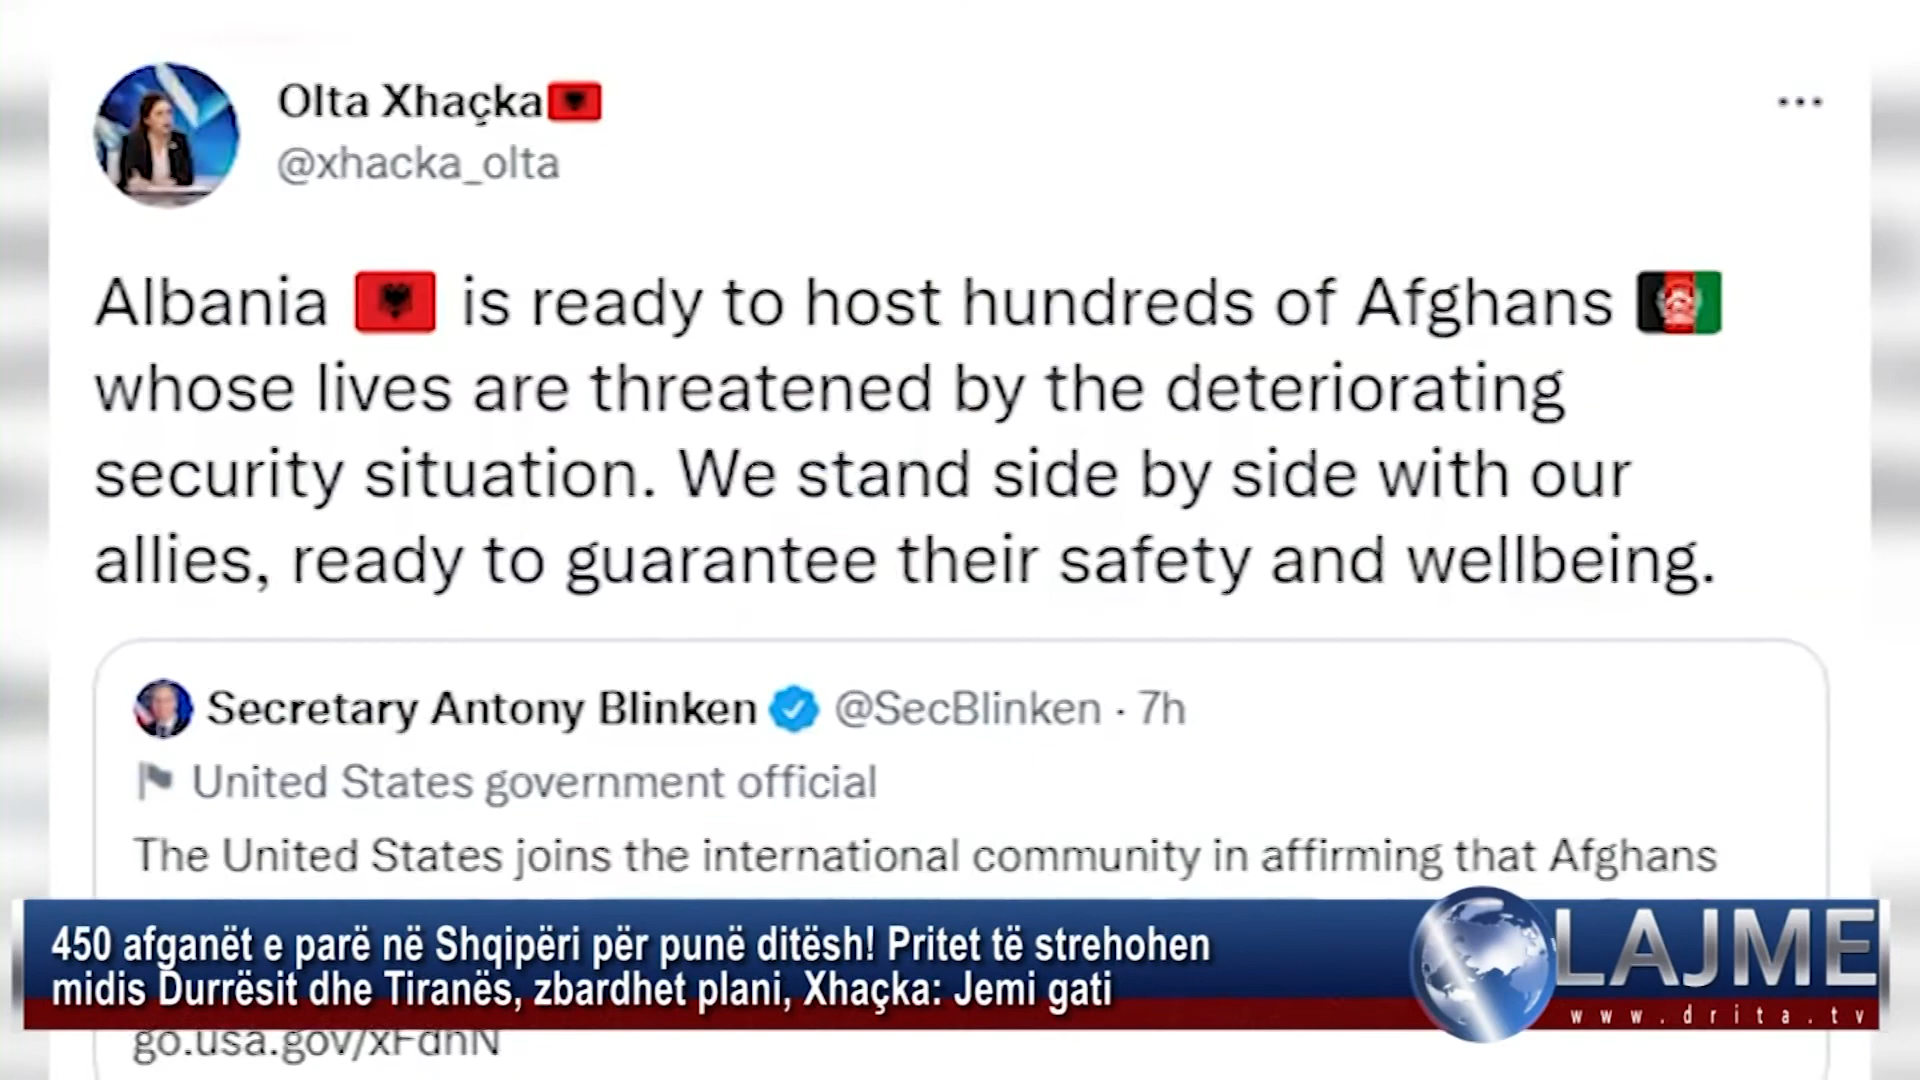 Olta Xhaçka
@xhacka_olta
Albania is ready to host hundreds of Afghans
whose lives are threatened by the deteriorating
security situation. We stand side by side with our
allies, ready to guarantee their safety and wellbeing.
Secretary Antony Blinken @SecBlinken · 7h
United States government official
The United States joins the international community in affirming that Afghans
450 afganët e parë në Shqipëri për punë ditësh! Pritet të strehohen
midis Durrësit dhe Tiranës, zbardhet plani, Xhaçka: Jemi gati
LAJME
www.drita.tv
go.usa.gov/xFdhN